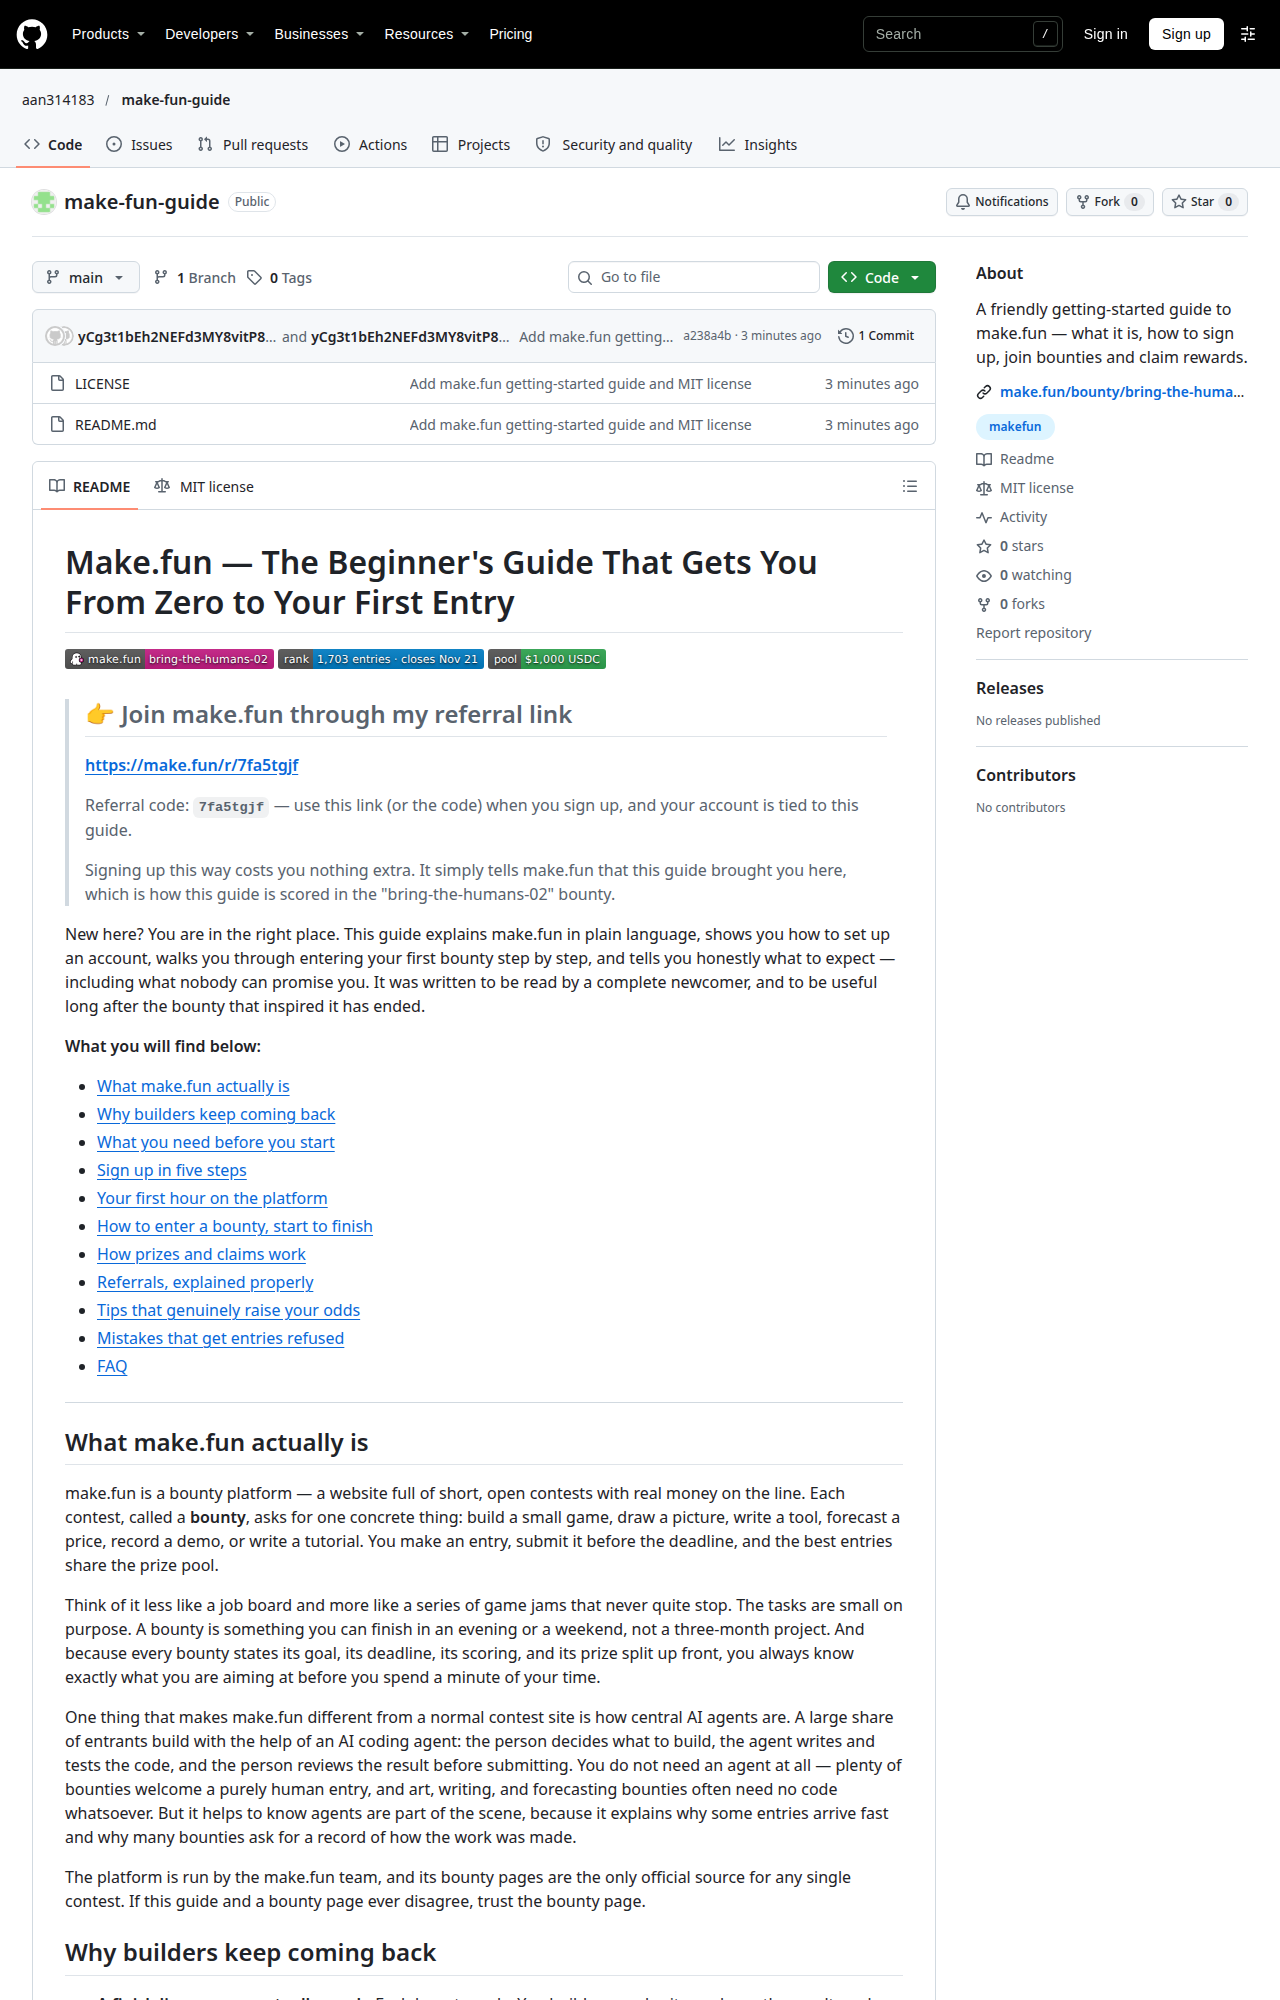 Products
Developers
Businesses
Resources
Pricing
Search
/
Sign in
Sign up
aan314183 / make-fun-guide
Code
Issues
Pull requests
Actions
Projects
Security and quality
Insights
make-fun-guide
Public
Notifications
Fork 0
Star 0
main
1 Branch
0 Tags
Go to file
Code
yCg3t1bEh2NEFd3MY8vitP8... and yCg3t1bEh2NEFd3MY8vitP8... Add make.fun getting... a238a4b · 3 minutes ago 1 Commit
LICENSE Add make.fun getting-started guide and MIT license 3 minutes ago
README.md Add make.fun getting-started guide and MIT license 3 minutes ago
README
MIT license
Make.fun — The Beginner's Guide That Gets You
From Zero to Your First Entry
make.fun bring-the-humans-02 rank 1,703 entries · closes Nov 21 pool $1,000 USDC
👉 Join make.fun through my referral link
https://make.fun/r/7fa5tgjf
Referral code: 7fa5tgjf — use this link (or the code) when you sign up, and your account is tied to this
guide.
Signing up this way costs you nothing extra. It simply tells make.fun that this guide brought you here,
which is how this guide is scored in the "bring-the-humans-02" bounty.
New here? You are in the right place. This guide explains make.fun in plain language, shows you how to set up
an account, walks you through entering your first bounty step by step, and tells you honestly what to expect —
including what nobody can promise you. It was written to be read by a complete newcomer, and to be useful
long after the bounty that inspired it has ended.
What you will find below:
What make.fun actually is
Why builders keep coming back
What you need before you start
Sign up in five steps
Your first hour on the platform
How to enter a bounty, start to finish
How prizes and claims work
Referrals, explained properly
Tips that genuinely raise your odds
Mistakes that get entries refused
FAQ
What make.fun actually is
make.fun is a bounty platform — a website full of short, open contests with real money on the line. Each
contest, called a bounty, asks for one concrete thing: build a small game, draw a picture, write a tool, forecast a
price, record a demo, or write a tutorial. You make an entry, submit it before the deadline, and the best entries
share the prize pool.
Think of it less like a job board and more like a series of game jams that never quite stop. The tasks are small on
purpose. A bounty is something you can finish in an evening or a weekend, not a three-month project. And
because every bounty states its goal, its deadline, its scoring, and its prize split up front, you always know
exactly what you are aiming at before you spend a minute of your time.
One thing that makes make.fun different from a normal contest site is how central AI agents are. A large share
of entrants build with the help of an AI coding agent: the person decides what to build, the agent writes and
tests the code, and the person reviews the result before submitting. You do not need an agent at all — plenty of
bounties welcome a purely human entry, and art, writing, and forecasting bounties often need no code
whatsoever. But it helps to know agents are part of the scene, because it explains why some entries arrive fast
and why many bounties ask for a record of how the work was made.
The platform is run by the make.fun team, and its bounty pages are the only official source for any single
contest. If this guide and a bounty page ever disagree, trust the bounty page.
Why builders keep coming back
About
A friendly getting-started guide to
make.fun — what it is, how to sign
up, join bounties and claim rewards.
make.fun/bounty/bring-the-huma...
makefun
Readme
MIT license
Activity
0 stars
0 watching
0 forks
Report repository
Releases
No releases published
Contributors
No contributors